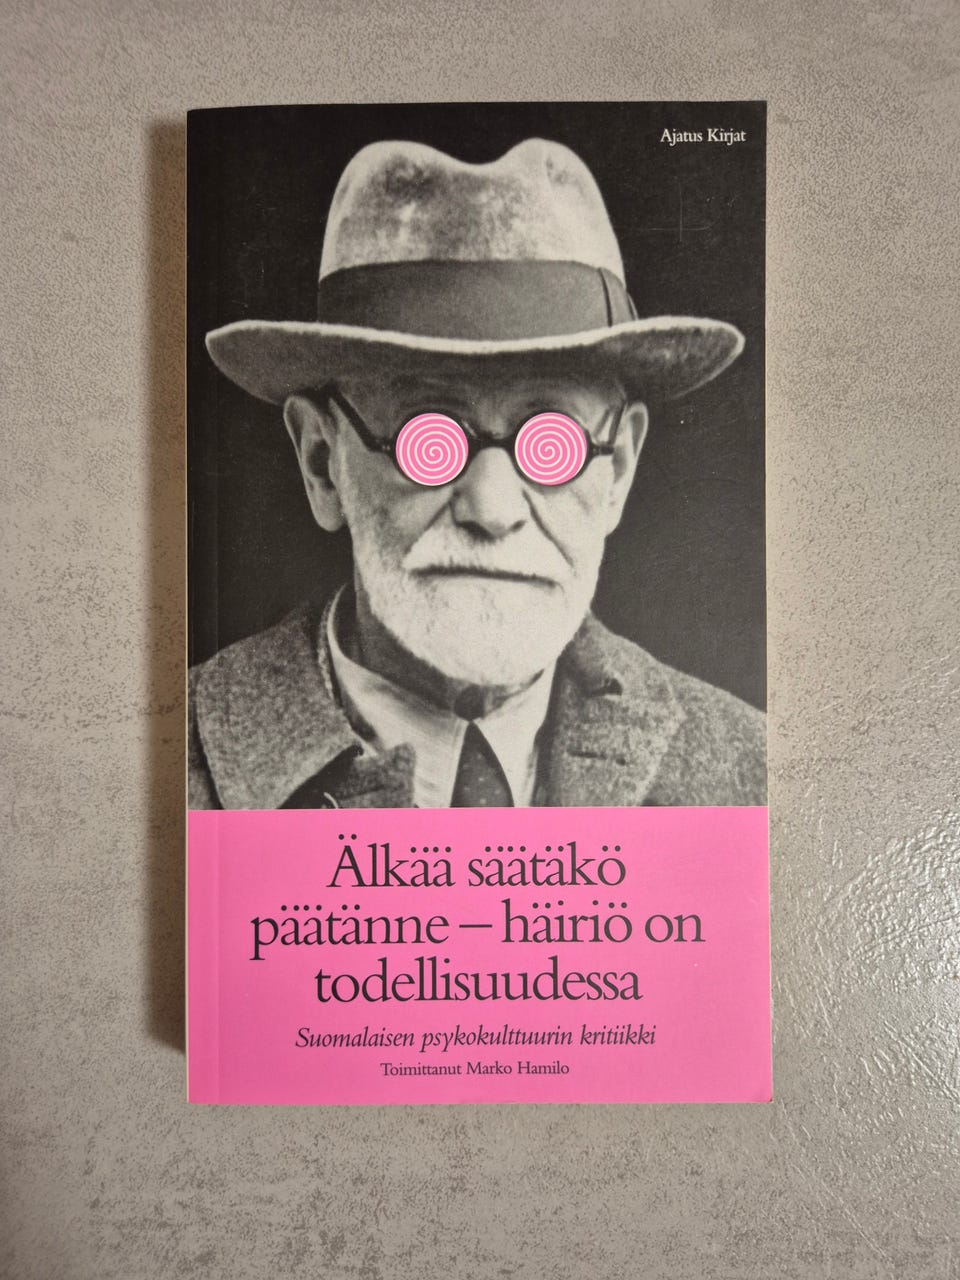 Ajatus Kirjat
Älkää säätäkö
päätänne – häiriö on
todellisuudessa
Suomalaisen psykokulttuurin kritiikki
Toimittanut Marko Hamilo